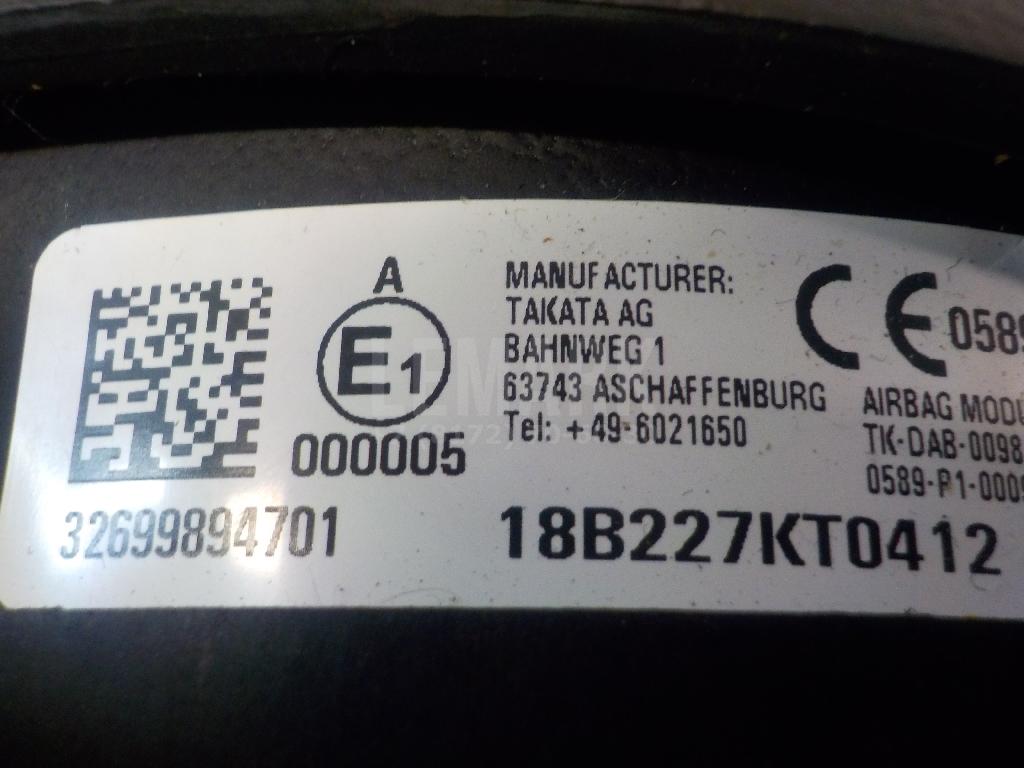 A
E1
000005
32699894701
MANUFACTURER:
TAKATA AG
BAHNWEG 1
63743 ASCHAFFENBURG
Tel: +49-6021650
18B227KT0412
CE 0589
AIRBAG MODU
TK-DAB-0098
0589-P1-000